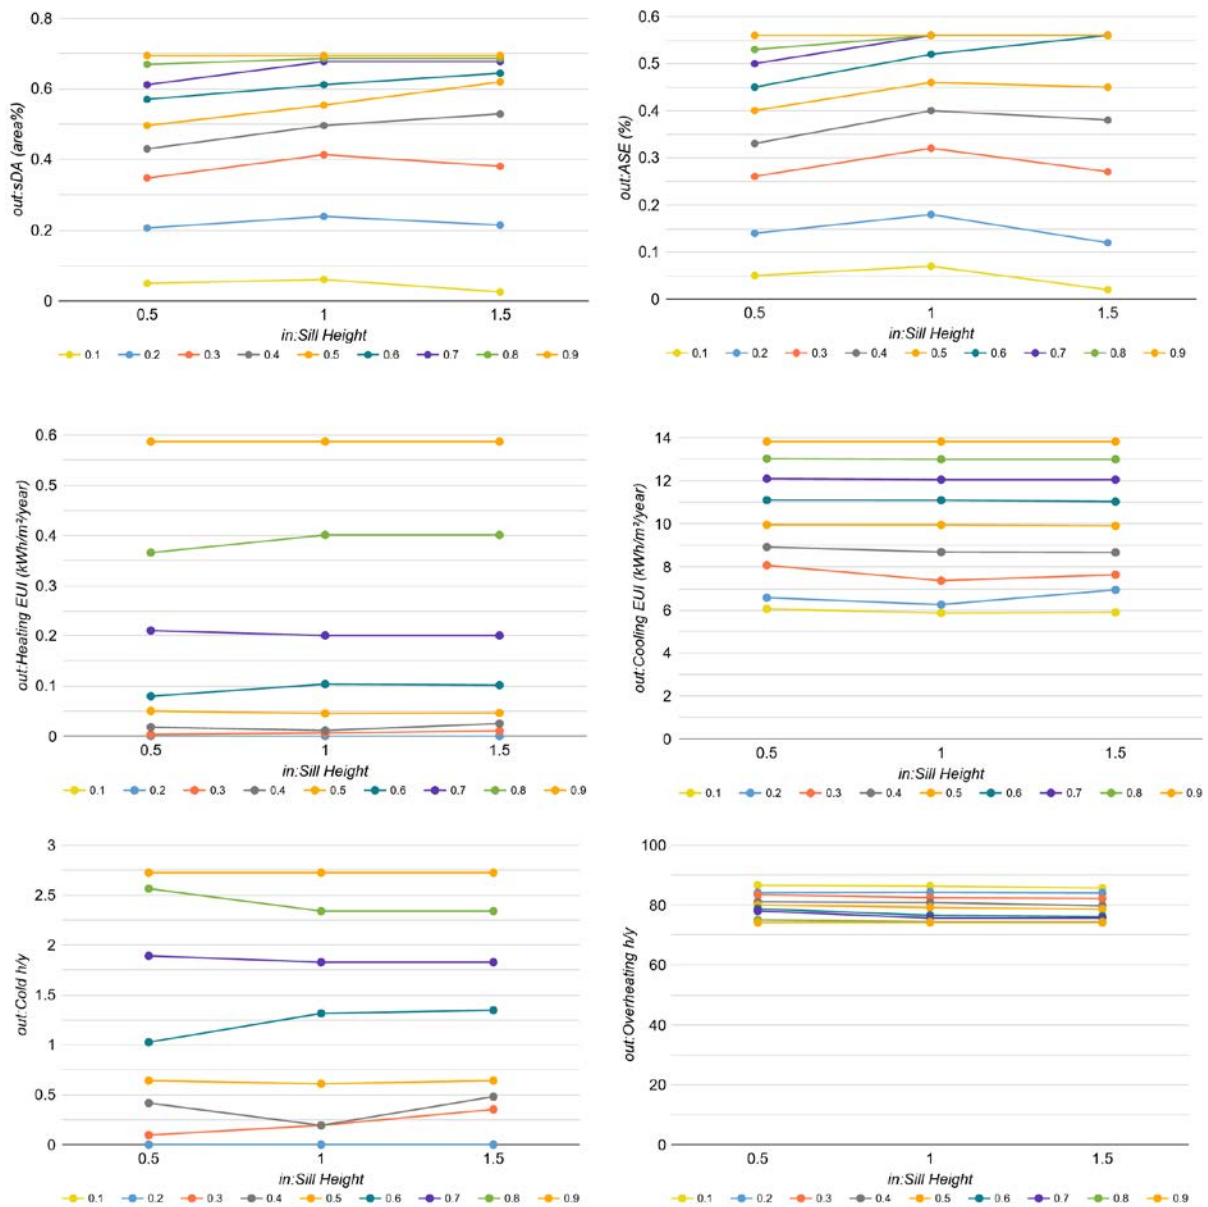 out:sDA (area%)
0.8
0.6
0.4
0.2
0
0.5 1 1.5
in:Sill Height
0.1 0.2 0.3 0.4 0.5 0.6 0.7 0.8 0.9
out:ASE (%)
0.6
0.5
0.4
0.3
0.2
0.1
0
0.5 1 1.5
in:Sill Height
0.1 0.2 0.3 0.4 0.5 0.6 0.7 0.8 0.9
out:Heating EUI (kWh/m²/year)
0.6
0.5
0.4
0.3
0.2
0.1
0
0.5 1 1.5
in:Sill Height
0.1 0.2 0.3 0.4 0.5 0.6 0.7 0.8 0.9
out:Cooling EUI (kWh/m²/year)
14
12
10
8
6
4
2
0
0.5 1 1.5
in:Sill Height
0.1 0.2 0.3 0.4 0.5 0.6 0.7 0.8 0.9
out:Cold h/y
3
2.5
2
1.5
1
0.5
0
0.5 1 1.5
in:Sill Height
0.1 0.2 0.3 0.4 0.5 0.6 0.7 0.8 0.9
out:Overheating h/y
100
80
60
40
20
0
0.5 1 1.5
in:Sill Height
0.1 0.2 0.3 0.4 0.5 0.6 0.7 0.8 0.9